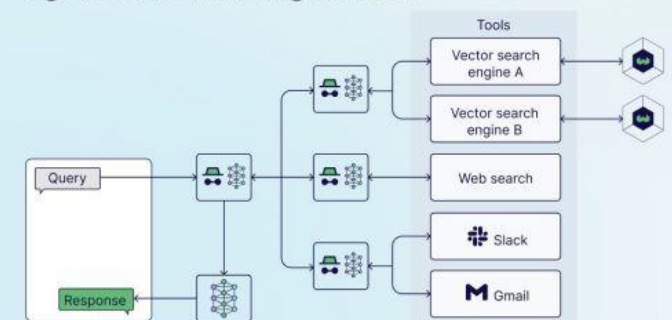 Tools
Vector search
engine A
Vector search
engine B
Query
Web search
Slack
Response
Gmail